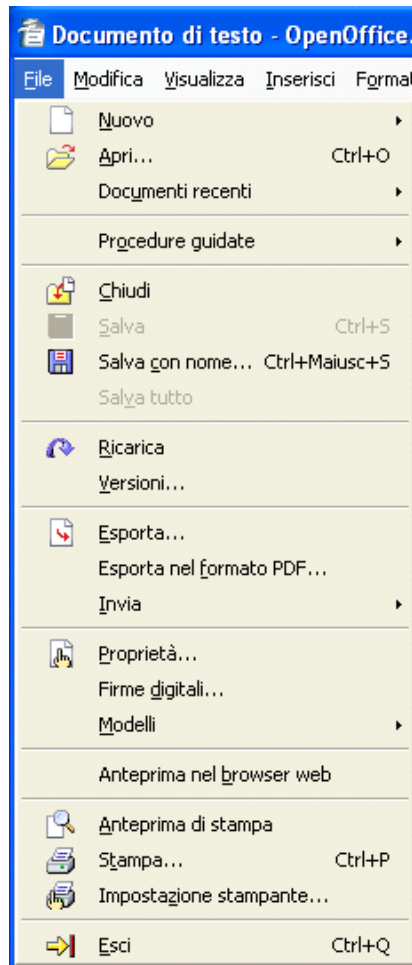 Documento di testo - OpenOffice.
File Modifica Visualizza Inserisci Format
Nuovo
Apri... Ctrl+O
Documenti recenti
Procedure guidate
Chiudi
Salva Ctrl+S
Salva con nome... Ctrl+Maiusc+S
Salva tutto
Ricarica
Versioni...
Esporta...
Esporta nel formato PDF...
Invia
Proprietà...
Firme digitali...
Modelli
Anteprima nel browser web
Anteprima di stampa
Stampa... Ctrl+P
Impostazione stampante...
Esci Ctrl+Q